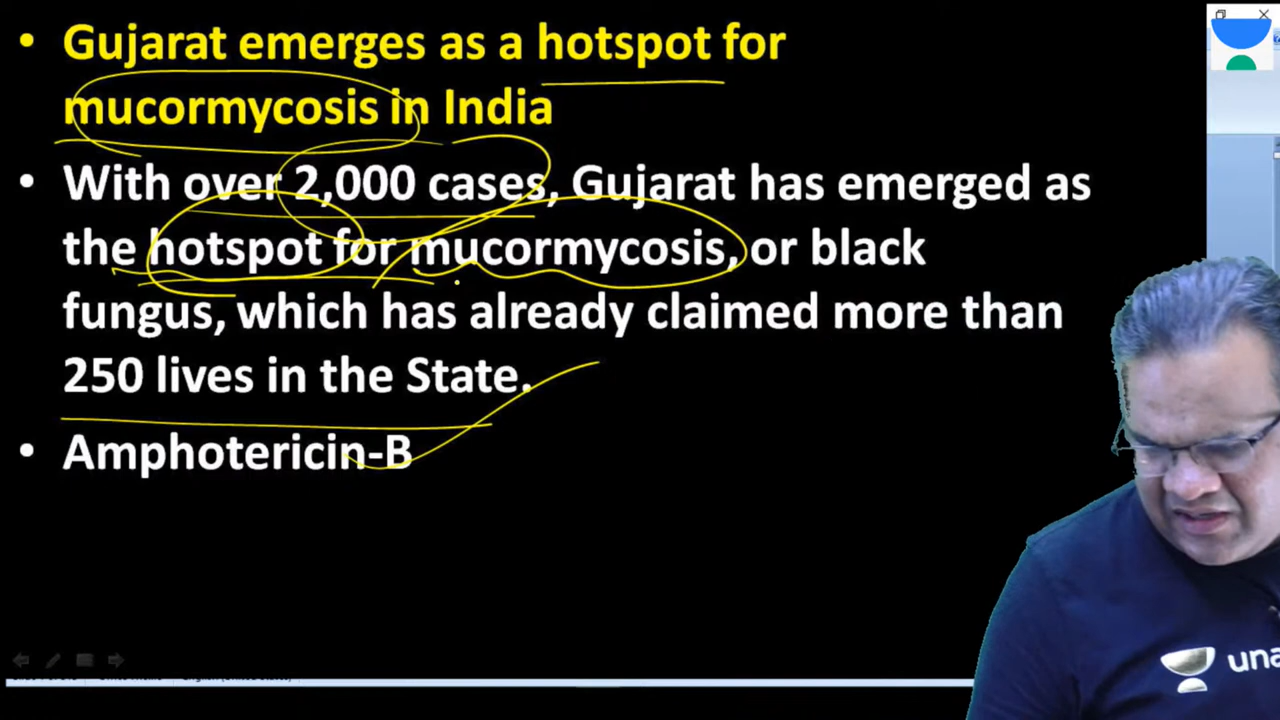 • Gujarat emerges as a hotspot for
mucormycosis in India
• With over 2,000 cases, Gujarat has emerged as
the hotspot for mucormycosis, or black
fungus, which has already claimed more than
250 lives in the State.
• Amphotericin-B
una